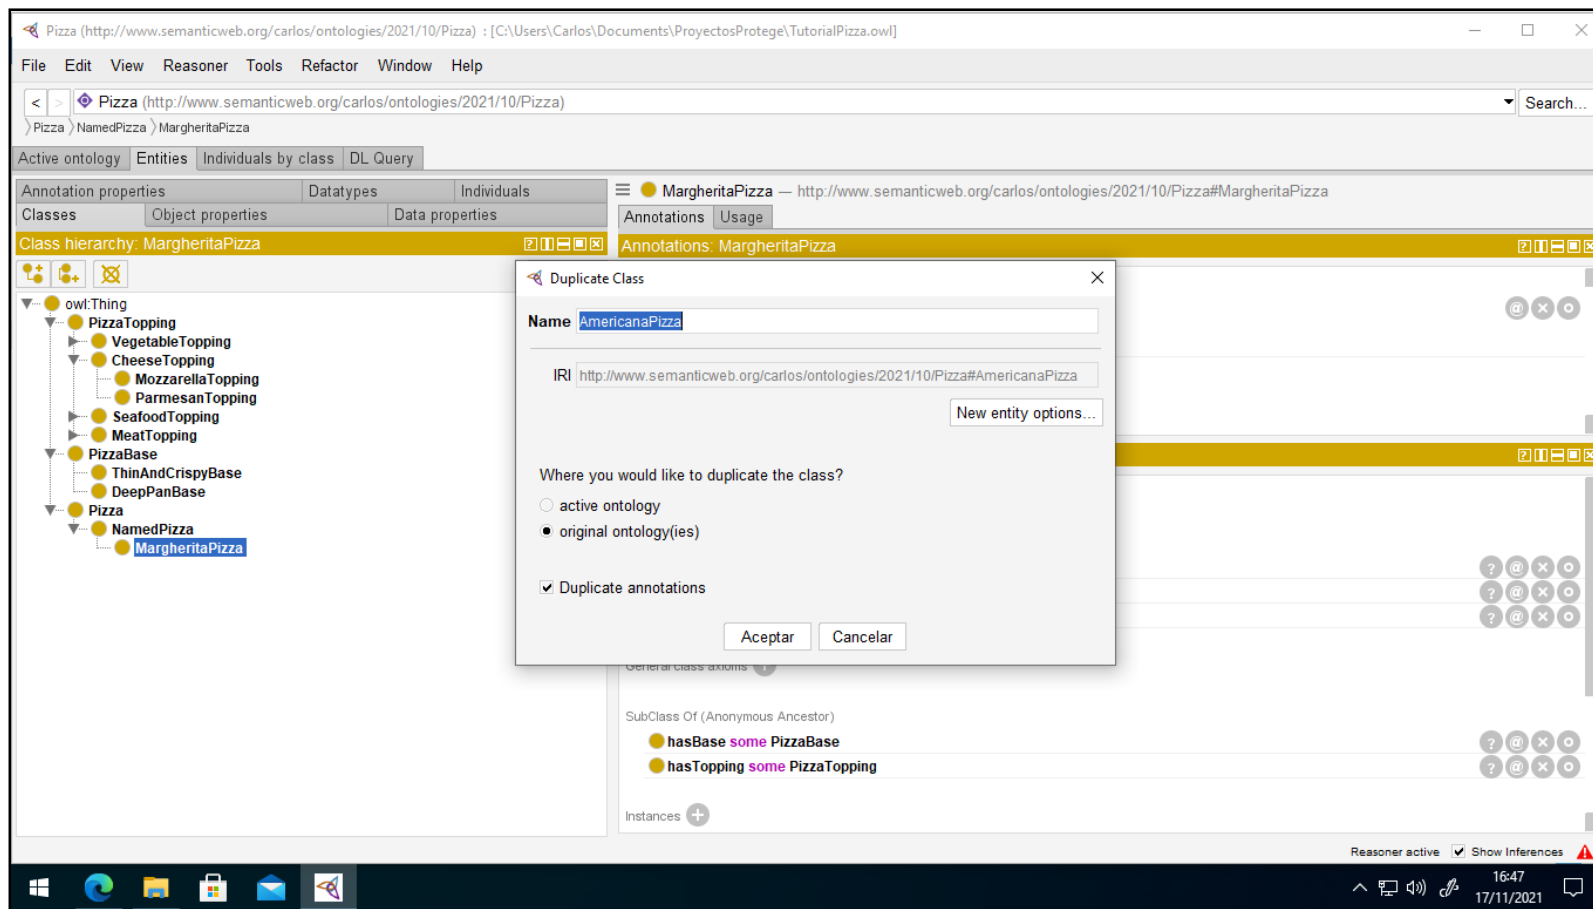 Pizza (http://www.semanticweb.org/carlos/ontologies/2021/10/Pizza) : [C:\Users\Carlos\Documents\ProyectosProtege\TutorialPizza.owl]
File Edit View Reasoner Tools Refactor Window Help
< > Pizza (http://www.semanticweb.org/carlos/ontologies/2021/10/Pizza) Search...
Pizza NamedPizza MargheritaPizza
Active ontology Entities Individuals by class DL Query
Annotation properties Datatypes Individuals
Classes Object properties Data properties
Class hierarchy: MargheritaPizza
owl:Thing
PizzaTopping
VegetableTopping
CheeseTopping
MozzarellaTopping
ParmesanTopping
SeafoodTopping
MeatTopping
PizzaBase
ThinAndCrispyBase
DeepPanBase
Pizza
NamedPizza
MargheritaPizza
MargheritaPizza — http://www.semanticweb.org/carlos/ontologies/2021/10/Pizza#MargheritaPizza
Annotations Usage
Annotations: MargheritaPizza
Duplicate Class
Name AmericanaPizza
IRI http://www.semanticweb.org/carlos/ontologies/2021/10/Pizza#AmericanaPizza
New entity options...
Where you would like to duplicate the class?
active ontology
original ontology(ies)
Duplicate annotations
Aceptar Cancelar
General class axioms
SubClass Of (Anonymous Ancestor)
hasBase some PizzaBase
hasTopping some PizzaTopping
Instances
Reasoner active Show Inferences
16:47
17/11/2021